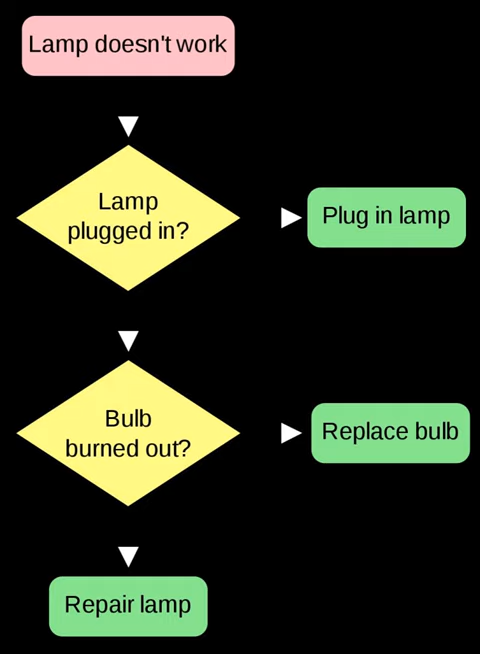 Lamp doesn't work
Lamp
plugged in?
Plug in lamp
Bulb
burned out?
Replace bulb
Repair lamp